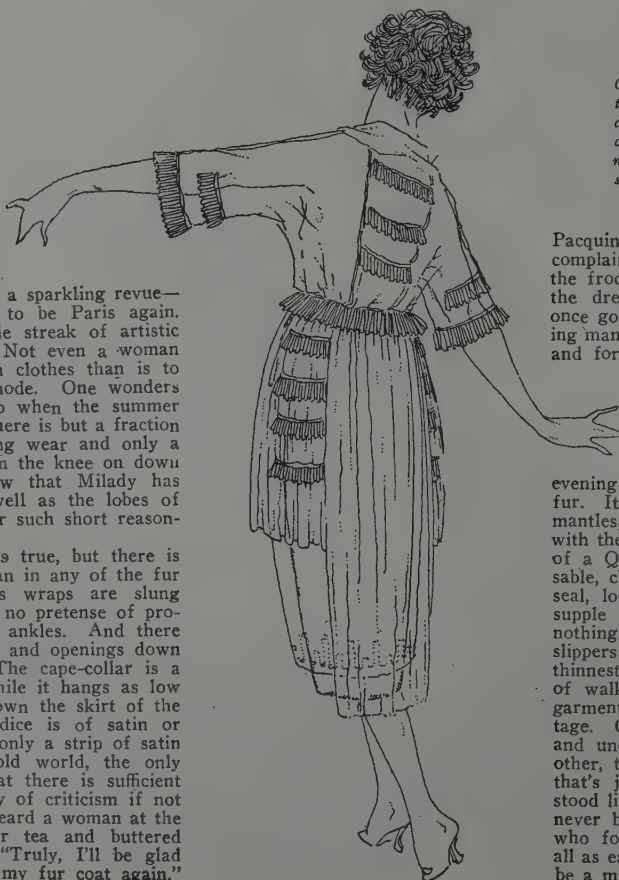 a sparkling revue—
to be Paris again.
streak of artistic
Not even a woman
clothes than is to
mode. One wonders
when the summer
here is but a fraction
wear and only a
the knee on down
that Milady has
well as the lobes of
such short reason-
true, but there is
in any of the fur
wraps are slung
no pretense of pro-
ankles. And there
and openings down
The cape-collar is a
while it hangs as low
down the skirt of the
is of satin or
only a strip of satin
old world, the only
at there is sufficient
of criticism if not
heard a woman at the
tea and buttered
"Truly, I'll be glad
my fur coat again."
Pacquin
complain
the froc
the dre
once go
ing man
and for
evening
fur. It
mantles,
with the
of a Q
sable, c
seal, lo
supple
nothing
slippers
thinnest
of walk
garment
tage. C
and un
other, t
that's j
stood li
never b
who fo
all as ea
be a m